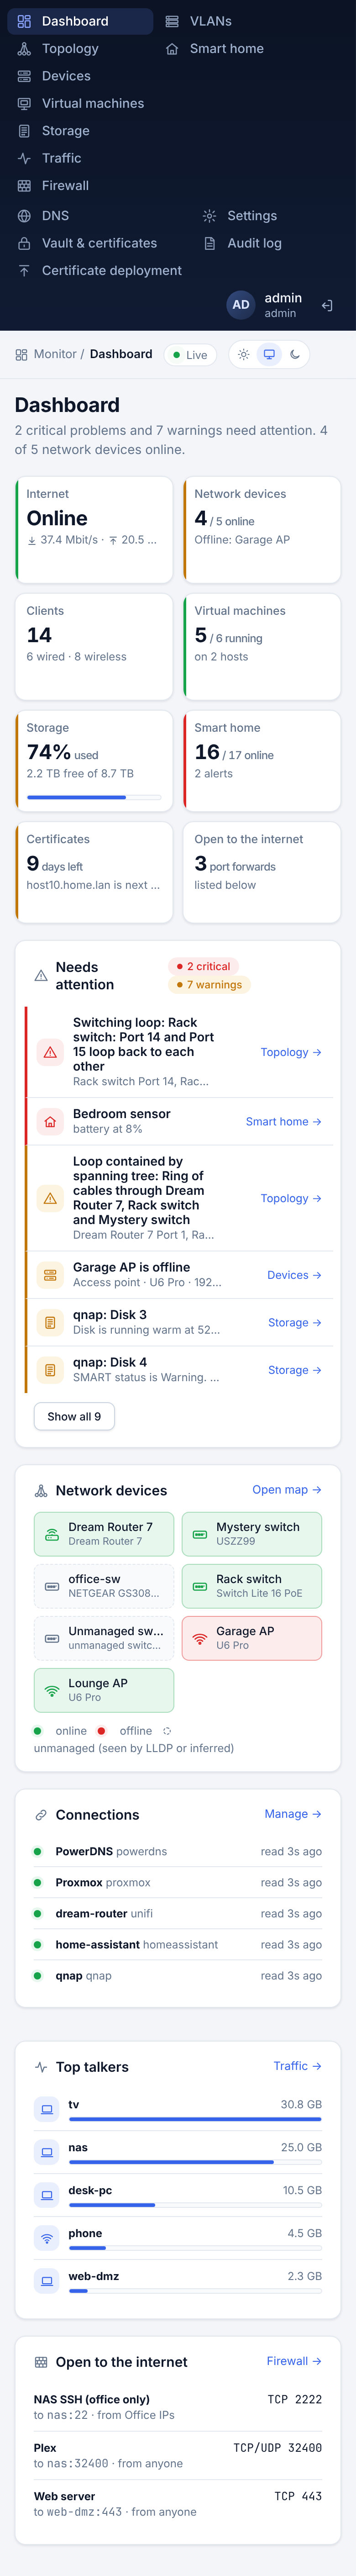 Dashboard
VLANs
Topology
Smart home
Devices
Virtual machines
Storage
Traffic
Firewall
DNS
Settings
Vault & certificates
Audit log
Certificate deployment
AD
admin
admin
Monitor / Dashboard
Live
Dashboard
2 critical problems and 7 warnings need attention. 4
of 5 network devices online.
Internet
Online
37.4 Mbit/s · 20.5 ...
Network devices
4 / 5 online
Offline: Garage AP
Clients
14
6 wired · 8 wireless
Virtual machines
5 / 6 running
on 2 hosts
Storage
74% used
2.2 TB free of 8.7 TB
Smart home
16 / 17 online
2 alerts
Certificates
9 days left
host10.home.lan is next ...
Open to the internet
3 port forwards
listed below
Needs
attention
2 critical
7 warnings
Switching loop: Rack
switch: Port 14 and Port
15 loop back to each
other
Rack switch Port 14, Rac...
Topology →
Bedroom sensor
battery at 8%
Smart home →
Loop contained by
spanning tree: Ring of
cables through Dream
Router 7, Rack switch
and Mystery switch
Dream Router 7 Port 1, Ra...
Topology →
Garage AP is offline
Access point · U6 Pro · 192...
Devices →
qnap: Disk 3
Disk is running warm at 52...
Storage →
qnap: Disk 4
SMART status is Warning. ...
Storage →
Show all 9
Network devices
Open map →
Dream Router 7
Dream Router 7
Mystery switch
USZZ99
office-sw
NETGEAR GS308...
Rack switch
Switch Lite 16 PoE
Unmanaged sw...
unmanaged switc...
Garage AP
U6 Pro
Lounge AP
U6 Pro
online
offline
unmanaged (seen by LLDP or inferred)
Connections
Manage →
PowerDNS powerdns
read 3s ago
Proxmox proxmox
read 3s ago
dream-router unifi
read 3s ago
home-assistant homeassistant
read 3s ago
qnap qnap
read 3s ago
Top talkers
Traffic →
tv
30.8 GB
nas
25.0 GB
desk-pc
10.5 GB
phone
4.5 GB
web-dmz
2.3 GB
Open to the internet
Firewall →
NAS SSH (office only)
TCP 2222
to nas:22 · from Office IPs
Plex
TCP/UDP 32400
to nas:32400 · from anyone
Web server
TCP 443
to web-dmz:443 · from anyone